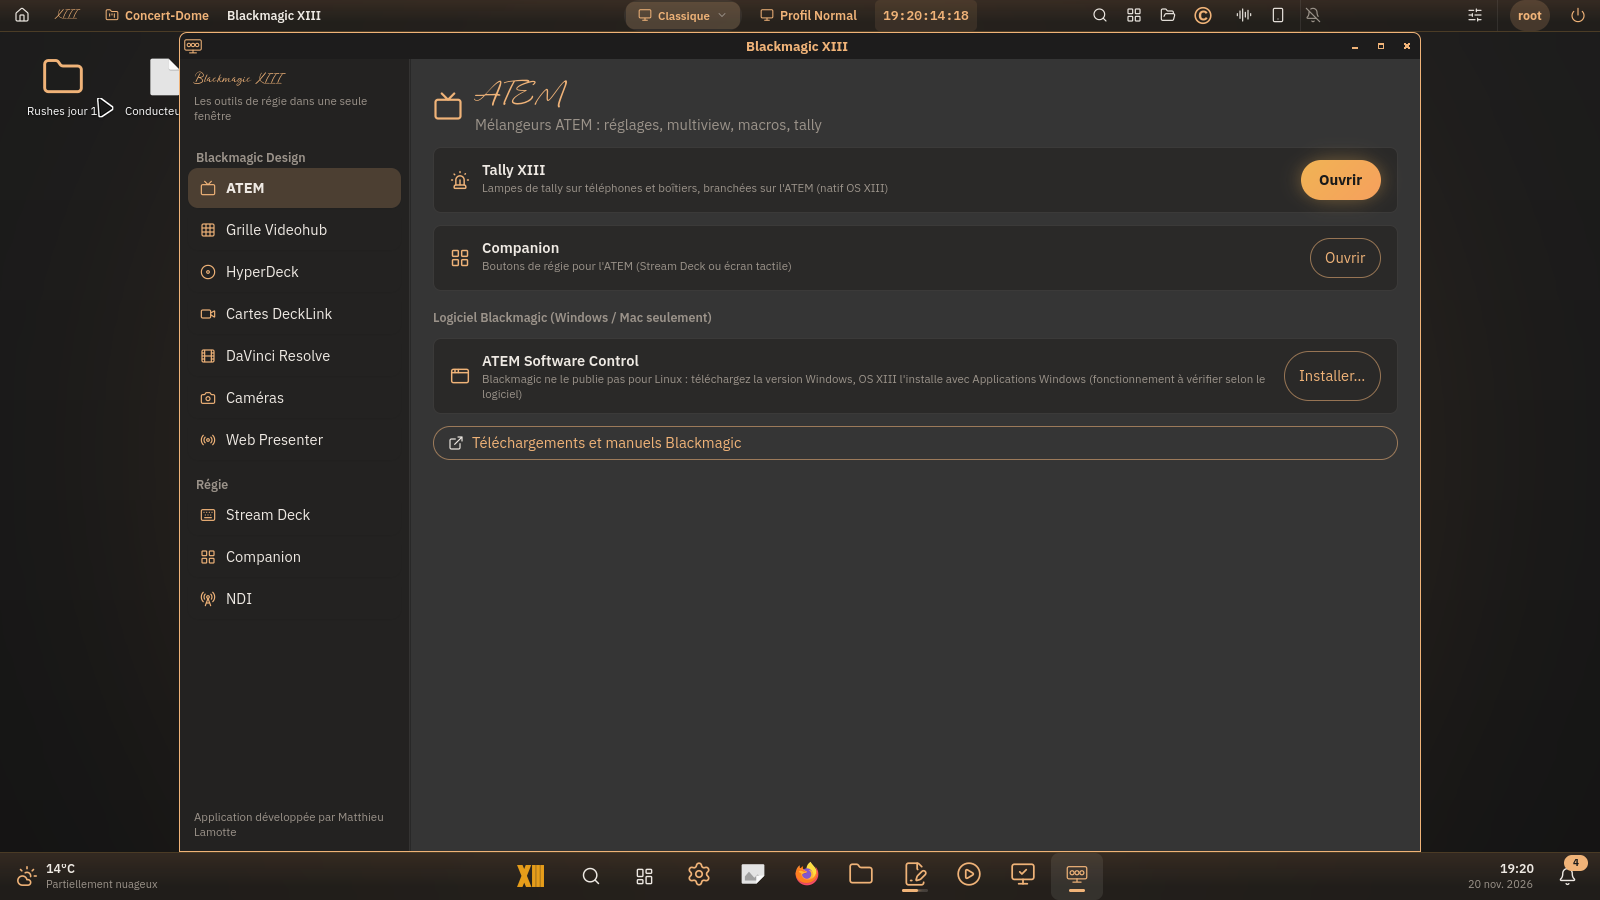 XIII
Concert-Dome
Blackmagic XIII
Classique
Profil Normal
19:20:14:18
root
Blackmagic XIII
Rushes jour 1
Conducteu
Blackmagic XIII
Les outils de régie dans une seule
fenêtre
Blackmagic Design
ATEM
Grille Videohub
HyperDeck
Cartes DeckLink
DaVinci Resolve
Caméras
Web Presenter
Régie
Stream Deck
Companion
NDI
Application développée par Matthieu
Lamotte
ATEM
Mélangeurs ATEM : réglages, multiview, macros, tally
Tally XIII
Lampes de tally sur téléphones et boîtiers, branchées sur l'ATEM (natif OS XIII)
Ouvrir
Companion
Boutons de régie pour l'ATEM (Stream Deck ou écran tactile)
Ouvrir
Logiciel Blackmagic (Windows / Mac seulement)
ATEM Software Control
Blackmagic ne le publie pas pour Linux : téléchargez la version Windows, OS XIII l'installe avec Applications Windows (fonctionnement à vérifier selon le
logiciel)
Installer...
Téléchargements et manuels Blackmagic
14°C
Partiellement nuageux
XIII
19:20
20 nov. 2026
4